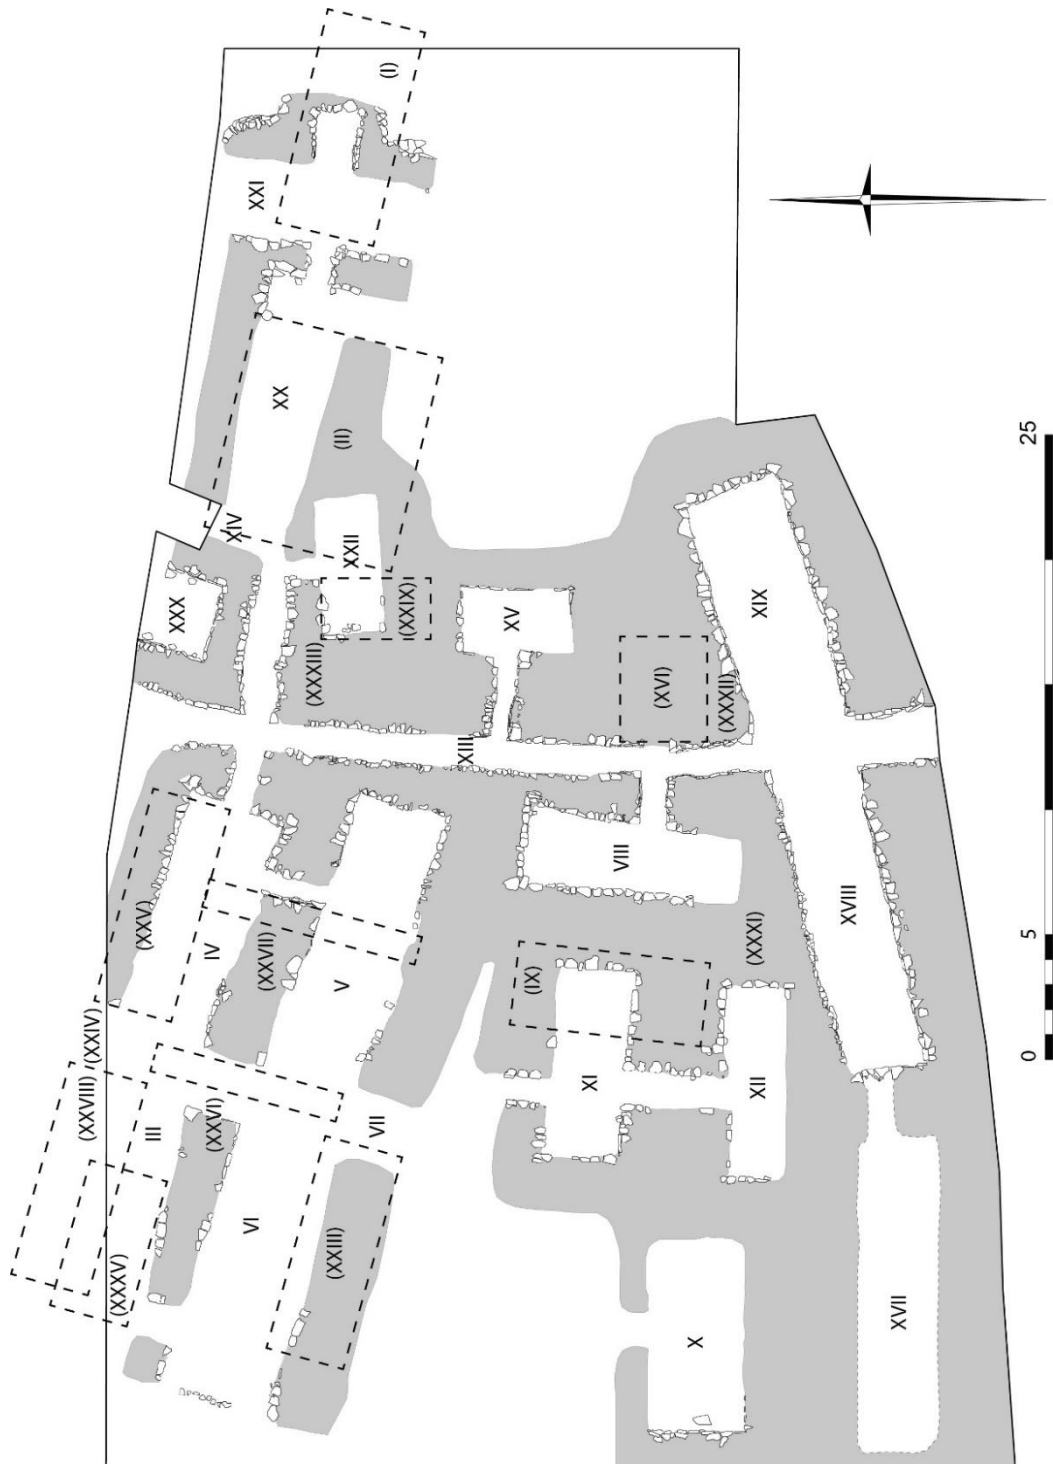 (XXVIII)
(XXIV)
(XXXV)
(XXV)
III
XXX
(XXVI)
IV
XIV
VI
XXI
(XXVII)
XX
(XXXIII)
(XXIII)
V
(II)
XXII
VII
(I)
(XXIX)
XIII
XV
(IX)
XI
VIII
(XVI)
X
(XXXII)
(XXXI)
XII
XIX
XVIII
XVII
0 5 25